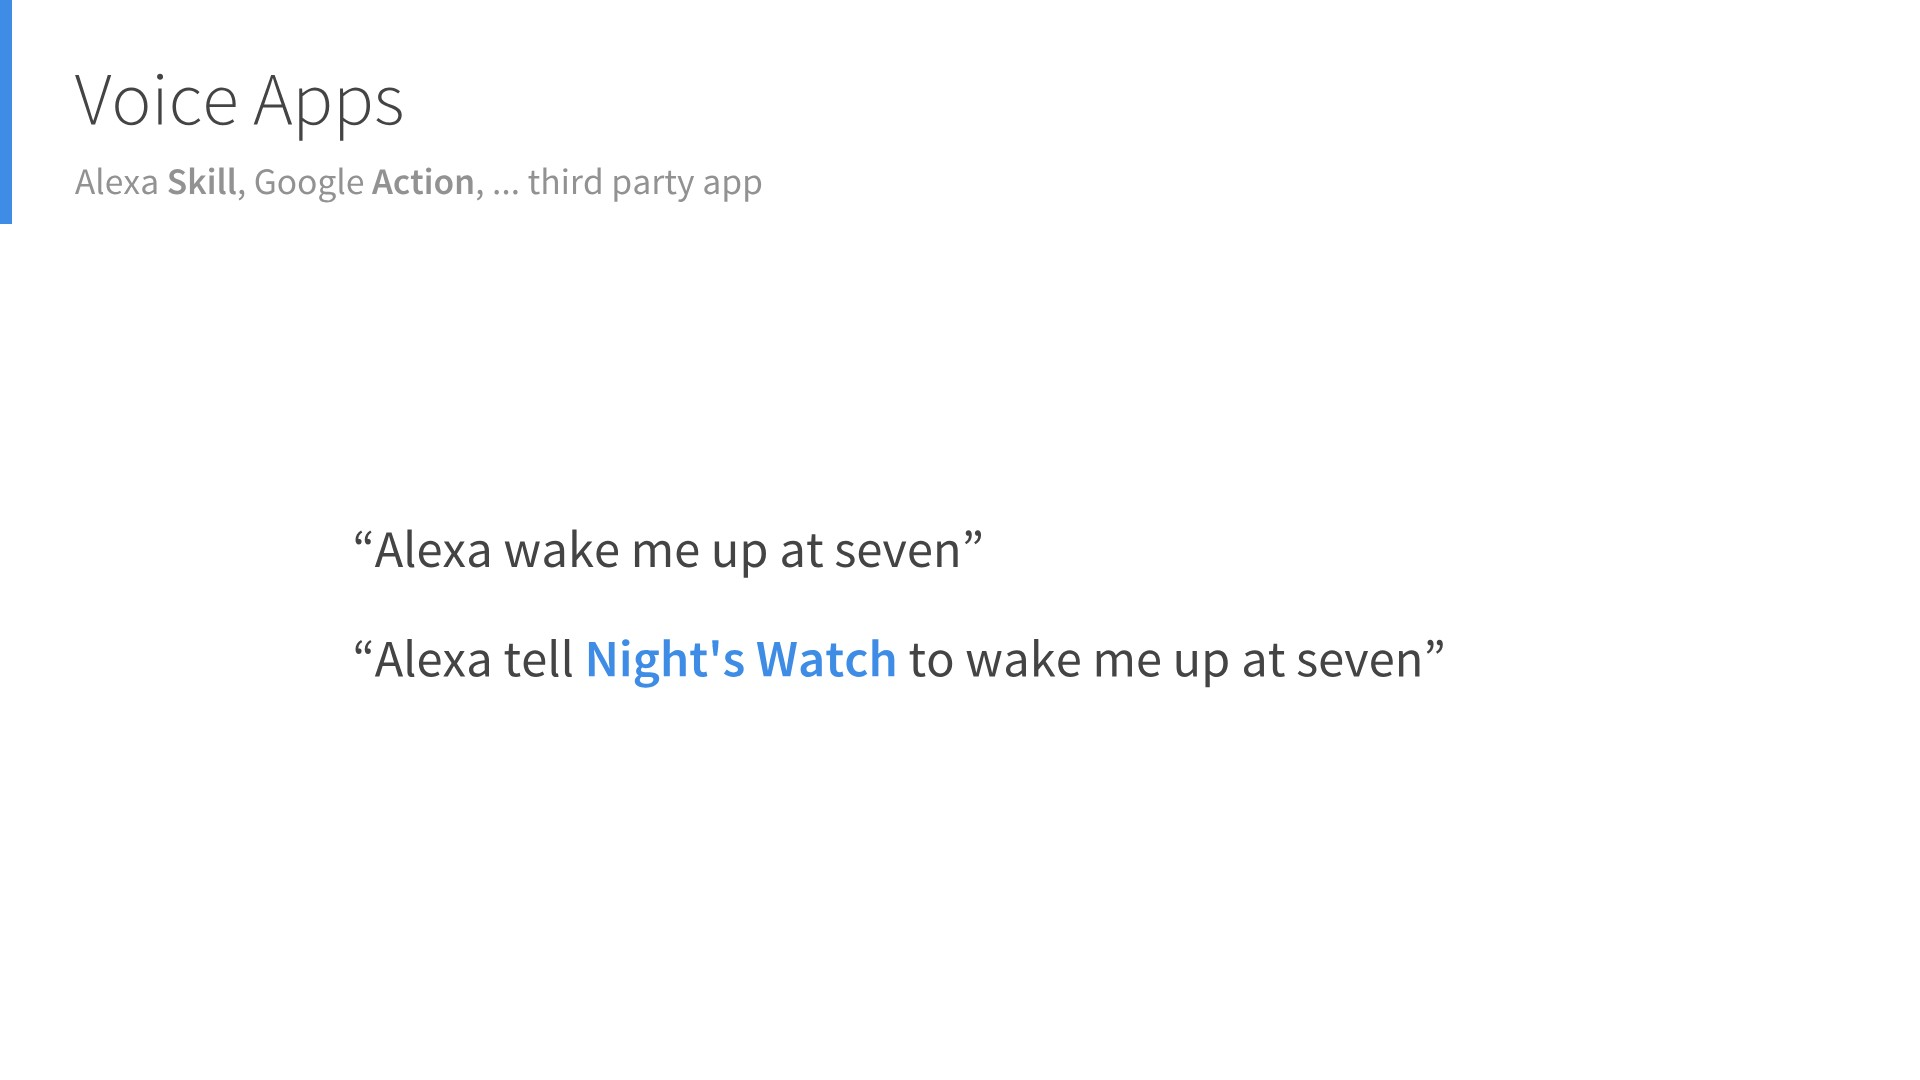 Voice Apps
Alexa Skill, Google Action, ... third party app
“Alexa wake me up at seven”
“Alexa tell Night's Watch to wake me up at seven”